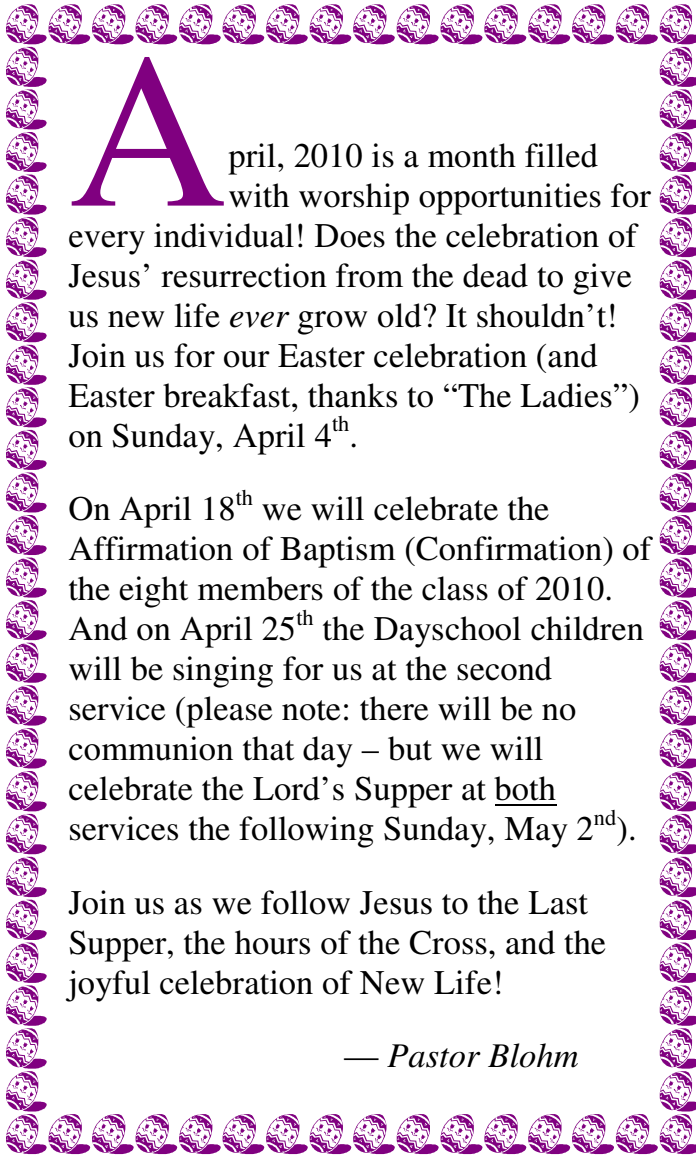 April, 2010 is a month filled
with worship opportunities for
every individual! Does the celebration of
Jesus’ resurrection from the dead to give
us new life ever grow old? It shouldn’t!
Join us for our Easter celebration (and
Easter breakfast, thanks to “The Ladies”)
on Sunday, April 4th.
On April 18th we will celebrate the
Affirmation of Baptism (Confirmation) of
the eight members of the class of 2010.
And on April 25th the Dayschool children
will be singing for us at the second
service (please note: there will be no
communion that day – but we will
celebrate the Lord’s Supper at both
services the following Sunday, May 2nd).
Join us as we follow Jesus to the Last
Supper, the hours of the Cross, and the
joyful celebration of New Life!
— Pastor Blohm